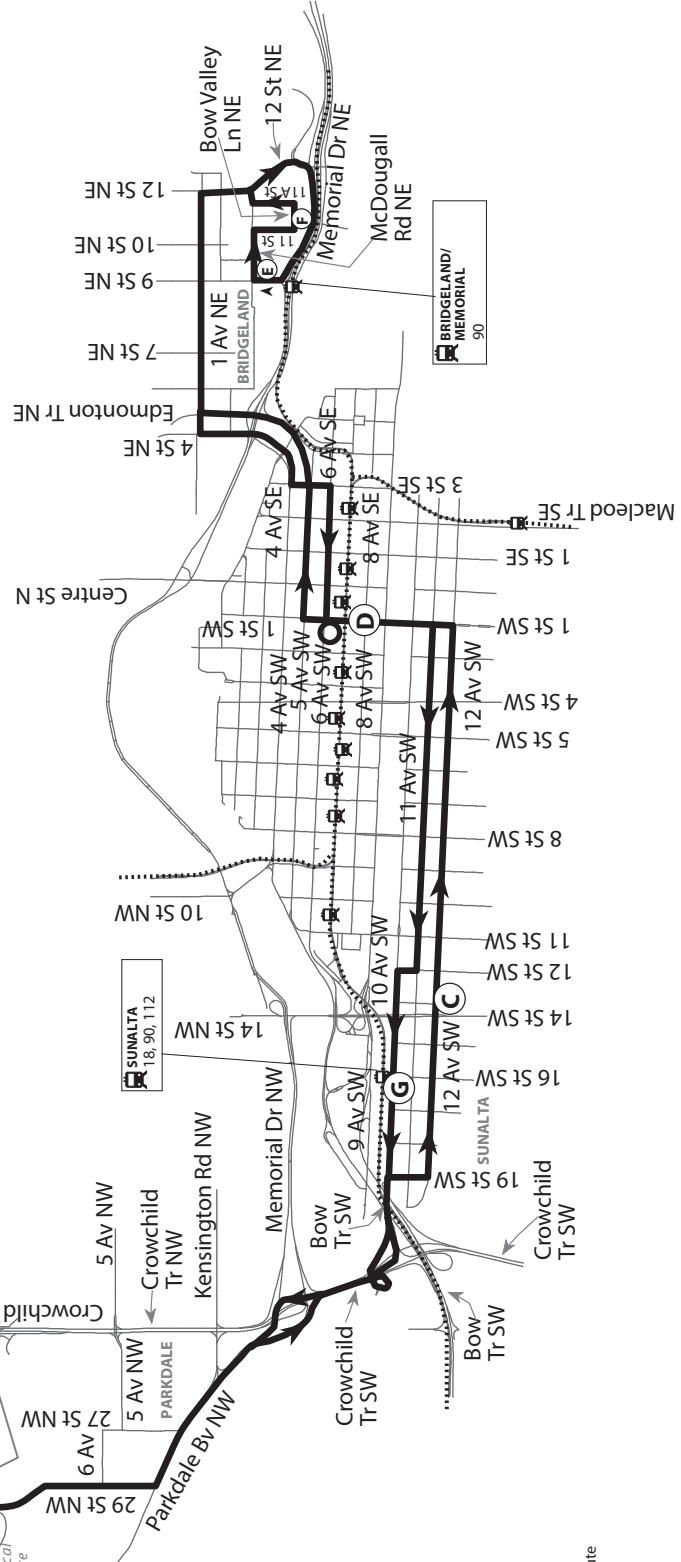 Bow Valley
Ln NE
12 St NE
12 St NE
11A St
10 St NE
11 St
F
E
Memorial Dr NE
McDougall
Rd NE
9 St NE
1 Av NE
BRIDGELAND
7 St NE
BRIDGELAND/
MEMORIAL
90
Edmonton Tr NE
4 St NE
6 Av SE
4 Av SE
8 Av SE
3 St SE
Macleod Tr SE
1 St SE
Centre St N
1 St SW
D
1 St SW
4 Av SW
5 Av SW
6 Av SW
8 Av SW
12 Av SW
4 St SW
5 St SW
11 Av SW
8 St SW
10 St NW
11 St SW
10 Av SW
12 St SW
C
14 St SW
SUNALTA
18, 90, 112
14 St NW
12 Av SW
16 St SW
G
9 Av SW
SUNALTA
19 St SW
Memorial Dr NW
Kensington Rd NW
Bow
Tr SW
Crowchild
Tr SW
5 Av NW
Crowchild
Tr NW
Crowchild
Bow
Tr SW
Crowchild
Tr SW
5 Av NW
PARKDALE
27 St NW
6 Av
Parkdale Bv NW
29 St NW